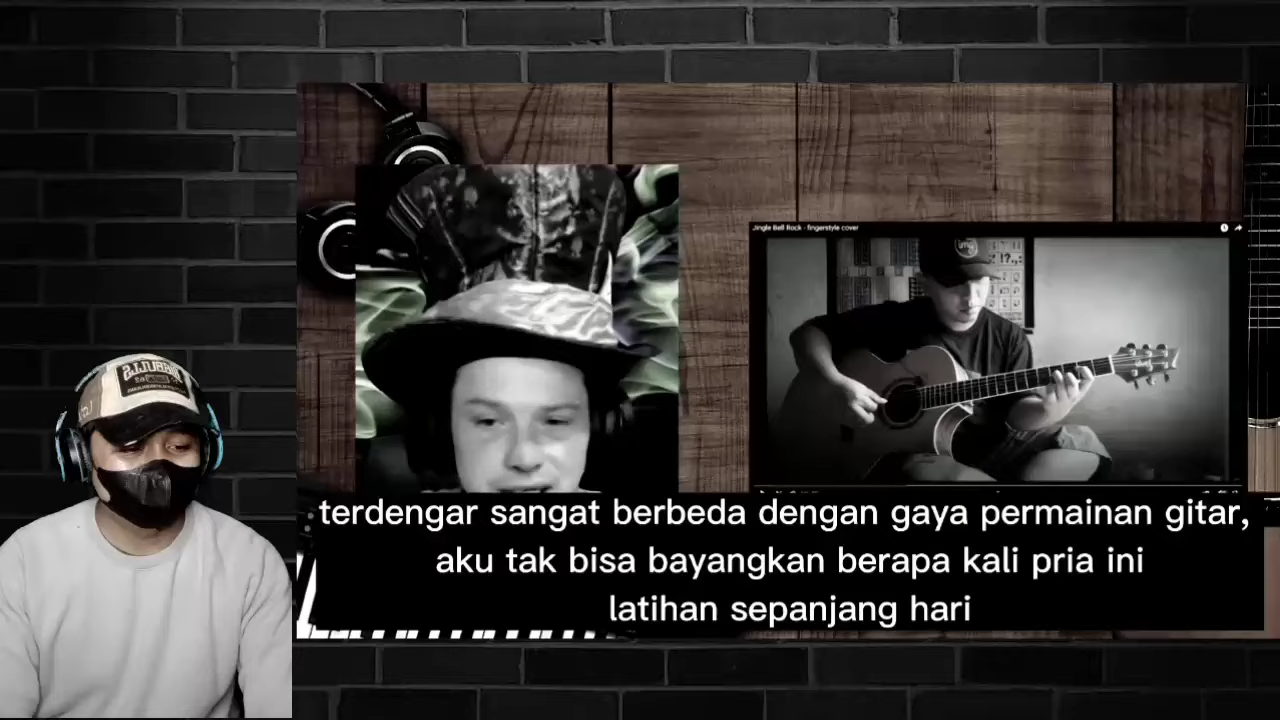 Jingle Bell Rock - fingerstyle cover
terdengar sangat berbeda dengan gaya permainan gitar,
aku tak bisa bayangkan berapa kali pria ini
latihan sepanjang hari